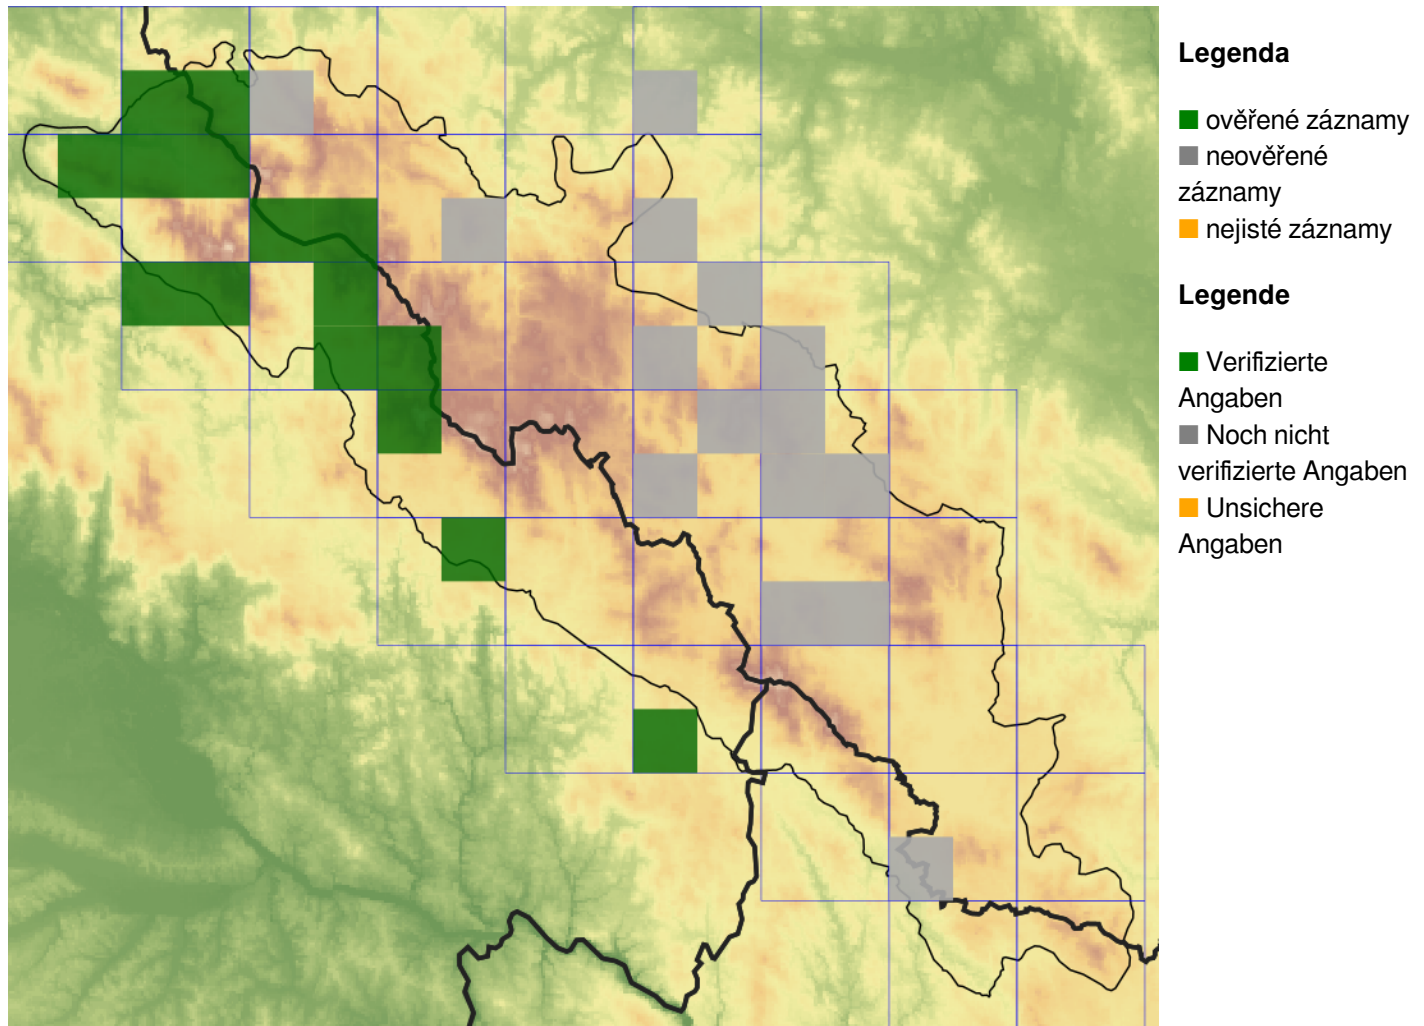 Legenda
ověřené záznamy
neověřené
záznamy
nejisté záznamy
Legende
Verifizierte
Angaben
Noch nicht
verifizierte Angaben
Unsichere
Angaben